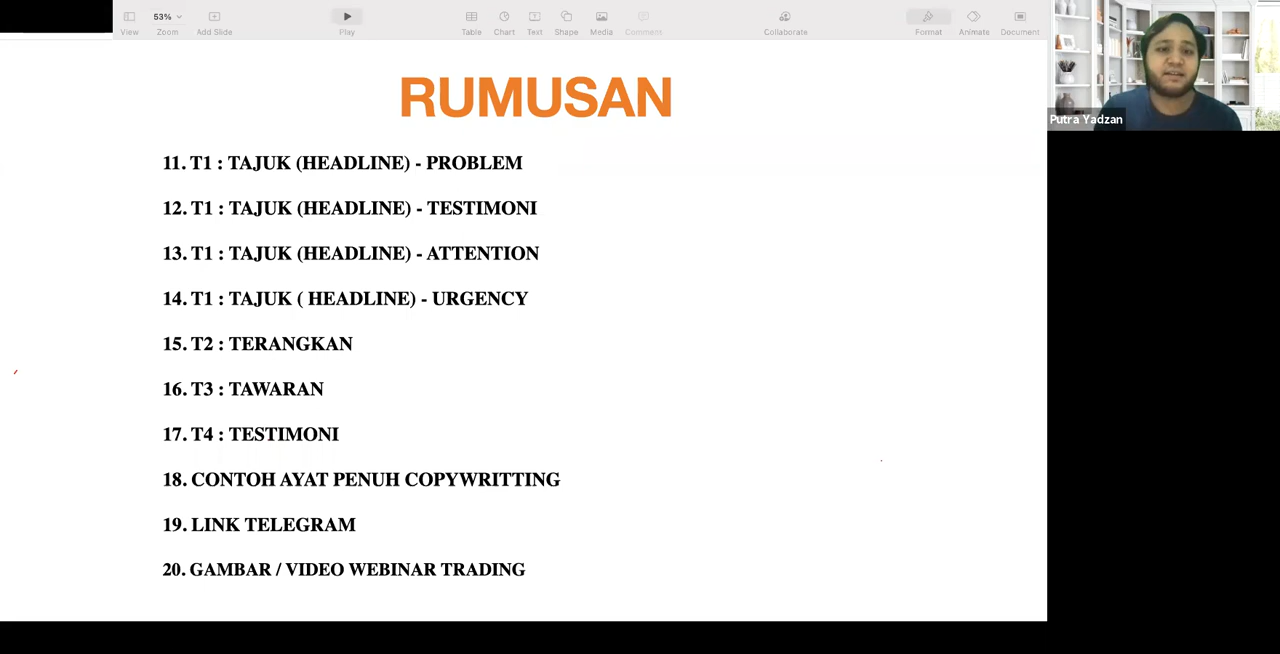 53%
View
Zoom
Add Slide
Play
Table
Chart
Text
Shape
Media
Comment
Collaborate
Format
Animate
Document
Putra Yadzan
RUMUSAN
11. T1 : TAJUK (HEADLINE) - PROBLEM
12. T1 : TAJUK (HEADLINE) - TESTIMONI
13. T1 : TAJUK (HEADLINE) - ATTENTION
14. T1 : TAJUK ( HEADLINE) - URGENCY
15. T2 : TERANGKAN
16. T3 : TAWARAN
17. T4 : TESTIMONI
18. CONTOH AYAT PENUH COPYWRITTING
19. LINK TELEGRAM
20. GAMBAR / VIDEO WEBINAR TRADING